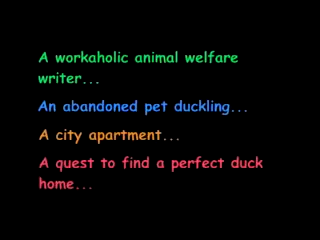 A workaholic animal welfare
writer...
An abandoned pet duckling...
A city apartment...
A quest to find a perfect duck
home...